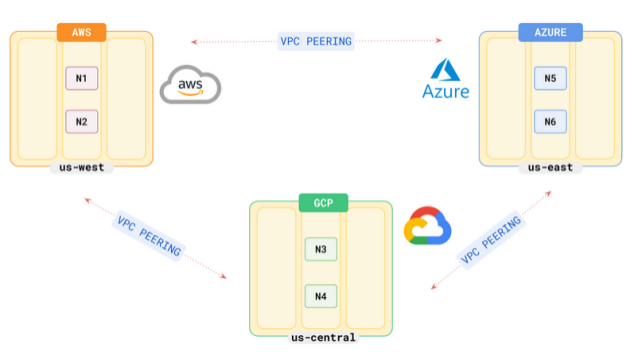 AWS
VPC PEERING
AZURE
N1
aws
N5
Azure
N2
N6
us-west
us-east
GCP
VPC PEERING
VPC PEERING
N3
N4
us-central